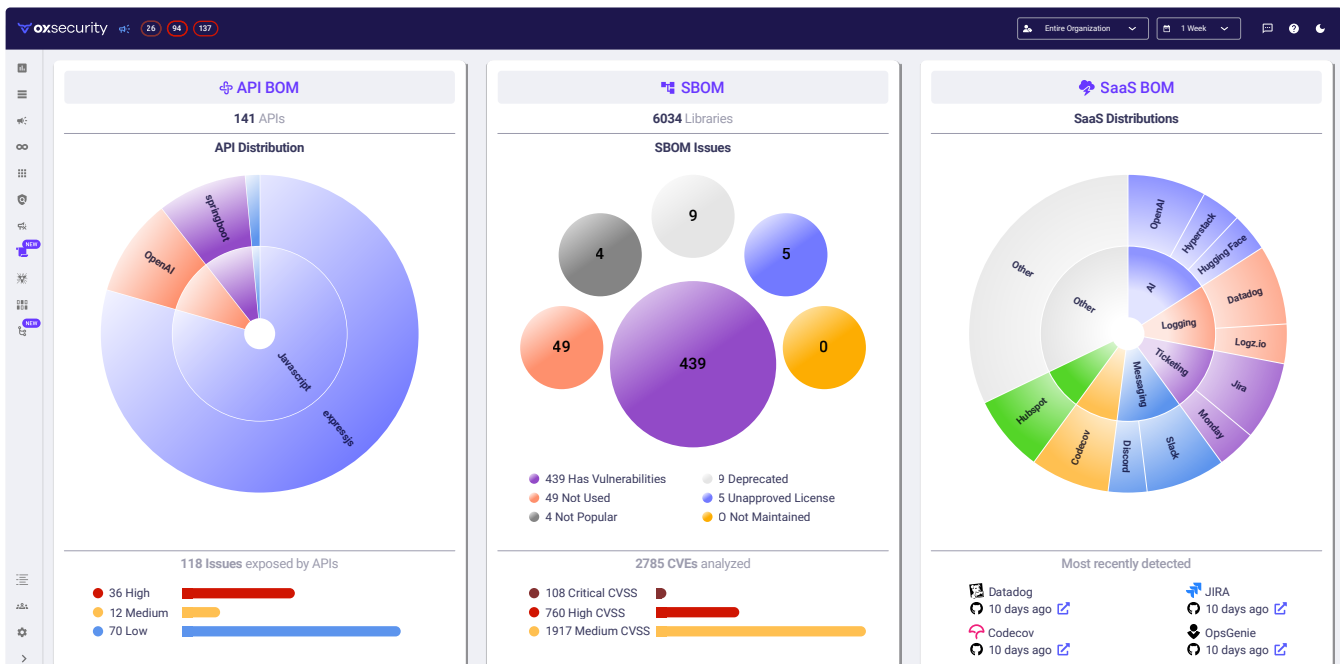 oxsecurity
26 94 137
Entire Organization
1 Week
NEW
NEW
API BOM
141 APIs
API Distribution
springboot
OpenAI
Javascript
expressjs
118 Issues exposed by APIs
36 High
12 Medium
70 Low
SBOM
6034 Libraries
SBOM Issues
9
4
5
49
439
0
439 Has Vulnerabilities
9 Deprecated
49 Not Used
5 Unapproved License
4 Not Popular
0 Not Maintained
2785 CVEs analyzed
108 Critical CVSS
760 High CVSS
1917 Medium CVSS
SaaS BOM
SaaS Distributions
OpenAI
Hyperstack
Hugging Face
Other
Other
AI
Datadog
Logging
Logz.io
Ticketing
Jira
Messaging
Monday
Hubspot
Codecov
Discord
Slack
Most recently detected
Datadog
10 days ago
JIRA
10 days ago
Codecov
10 days ago
OpsGenie
10 days ago